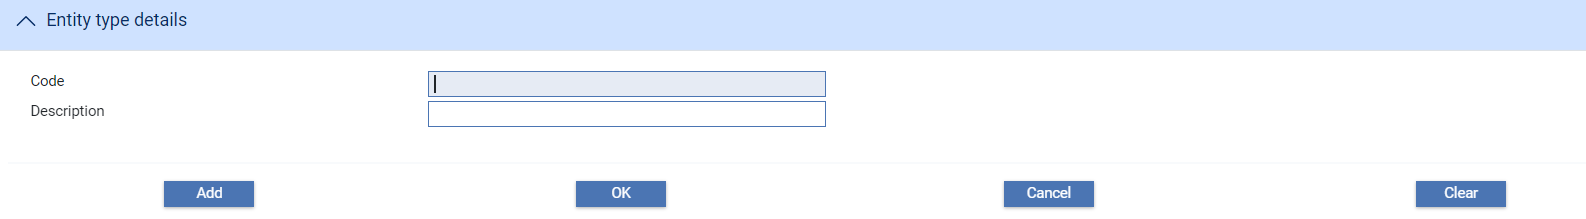 Entity type details
Code
Description
Add OK Cancel Clear